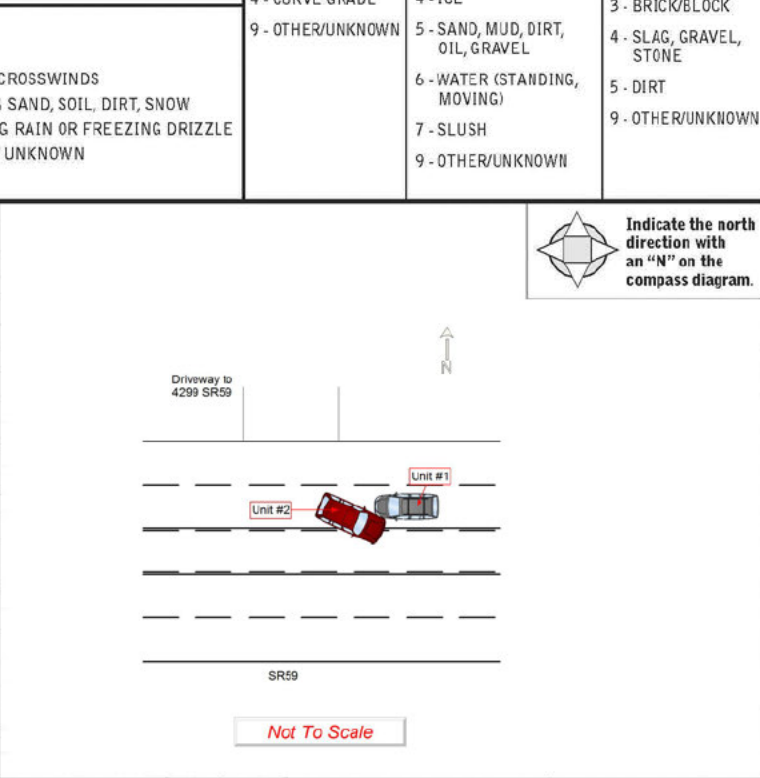 9 - OTHER/UNKNOWN
5 - SAND, MUD, DIRT,
OIL, GRAVEL
6 - WATER (STANDING,
MOVING)
7 - SLUSH
9 - OTHER/UNKNOWN
3 - BRICK/BLOCK
4 - SLAG, GRAVEL,
STONE
5 - DIRT
9 - OTHER/UNKNOWN
CROSSWINDS
SAND, SOIL, DIRT, SNOW
G RAIN OR FREEZING DRIZZLE
UNKNOWN
Indicate the north
direction with
an “N” on the
compass diagram.
N
Driveway to
4299 SR59
Unit #1
Unit #2
SR59
Not To Scale